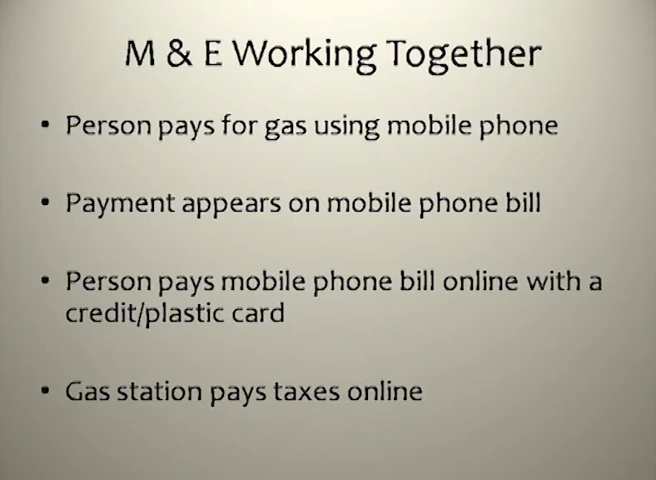 M & E Working Together
• Person pays for gas using mobile phone
• Payment appears on mobile phone bill
• Person pays mobile phone bill online with a
credit/plastic card
• Gas station pays taxes online